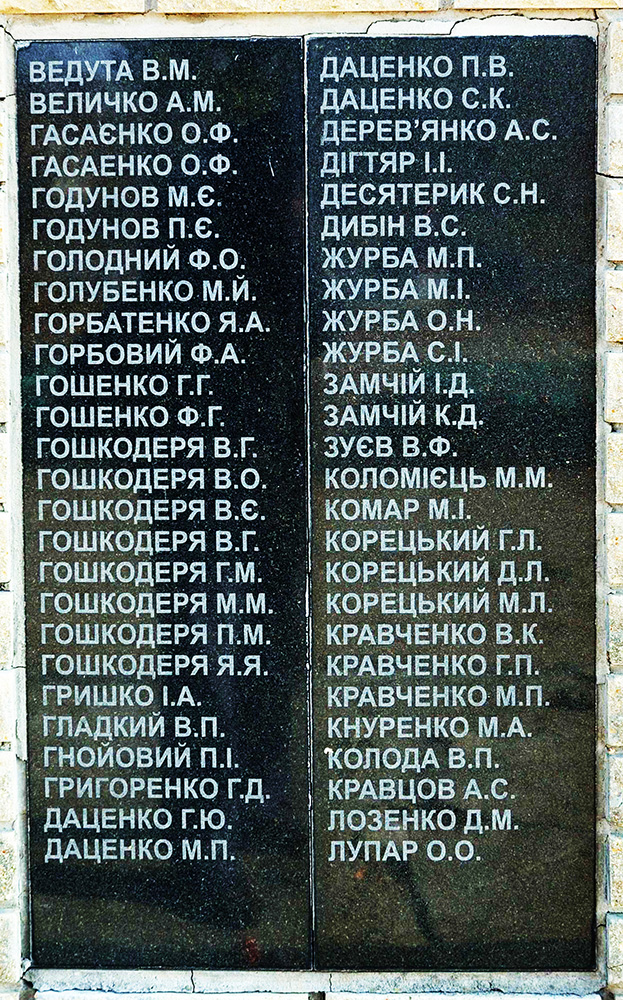 ВЕДУТА В.М.
ВЕЛИЧКО А.М.
ГАСАЄНКО О.Ф.
ГАСАЕНКО О.Ф.
ГОДУНОВ М.Є.
ГОДУНОВ П.Є.
ГОЛОДНИЙ Ф.О.
ГОЛУБЕНКО М.Й.
ГОРБАТЕНКО Я.А.
ГОРБОВИЙ Ф.А.
ГОШЕНКО Г.Г.
ГОШЕНКО Ф.Г.
ГОШКОДЕРЯ В.Г.
ГОШКОДЕРЯ В.О.
ГОШКОДЕРЯ В.Є.
ГОШКОДЕРЯ В.Г.
ГОШКОДЕРЯ Г.М.
ГОШКОДЕРЯ М.М.
ГОШКОДЕРЯ П.М.
ГОШКОДЕРЯ Я.Я.
ГРИШКО І.А.
ГЛАДКИЙ В.П.
ГНОЙОВИЙ П.І.
ГРИГОРЕНКО Г.Д.
ДАЦЕНКО Г.Ю.
ДАЦЕНКО М.П.
ДАЦЕНКО П.В.
ДАЦЕНКО С.К.
ДЕРЕВ'ЯНКО А.С.
ДІГТЯР І.І.
ДЕСЯТЕРИК С.Н.
ДИБІН В.С.
ЖУРБА М.П.
ЖУРБА М.І.
ЖУРБА О.Н.
ЖУРБА С.І.
ЗАМЧІЙ І.Д.
ЗАМЧІЙ К.Д.
ЗУЄВ В.Ф.
КОЛОМІЄЦЬ М.М.
КОМАР М.І.
КОРЕЦЬКИЙ Г.Л.
КОРЕЦЬКИЙ Д.Л.
КОРЕЦЬКИЙ М.Л.
КРАВЧЕНКО В.К.
КРАВЧЕНКО Г.П.
КРАВЧЕНКО М.П.
КНУРЕНКО М.А.
КОЛОДА В.П.
КРАВЦОВ А.С.
ЛОЗЕНКО Д.М.
ЛУПАР О.О.